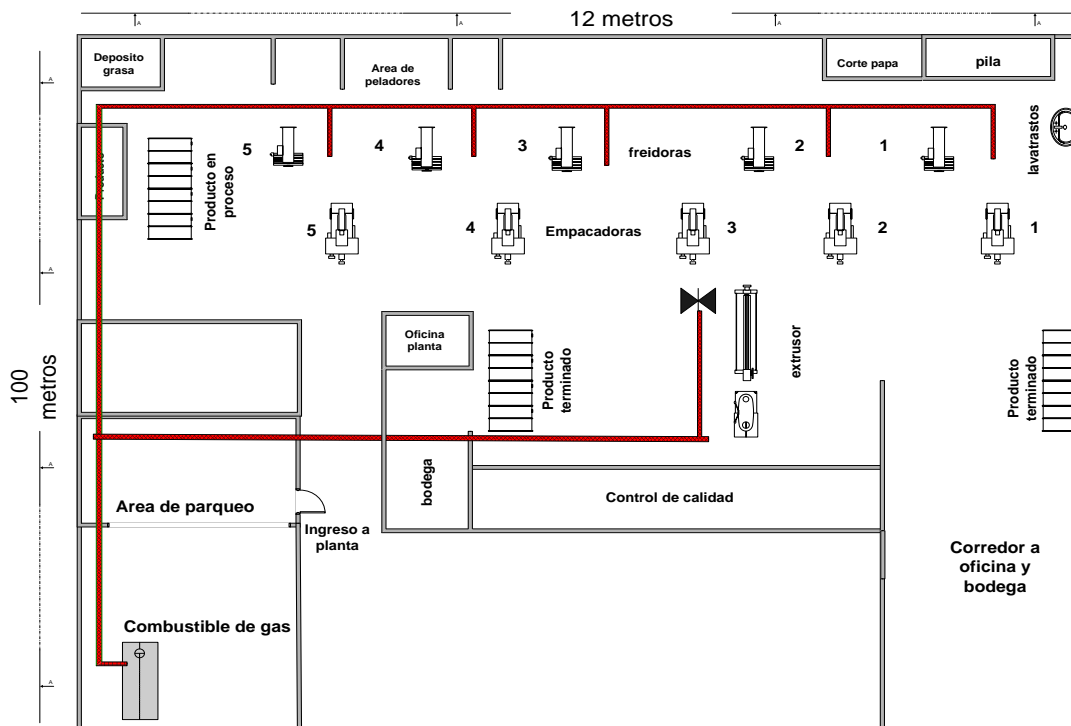 12 metros
A
A
A
A
Deposito
grasa
Area de
peladores
Corte papa
pila
A
lavatrastos
5
4
3
freidoras
2
1
Producto
Producto en
proceso
5
4
Empacadoras
3
2
1
A
Oficina
planta
Producto
terminado
extrusor
Producto
terminado
100
metros
A
bodega
Control de calidad
Area de parqueo
Ingreso a
planta
Corredor a
oficina y
bodega
Combustible de gas
A